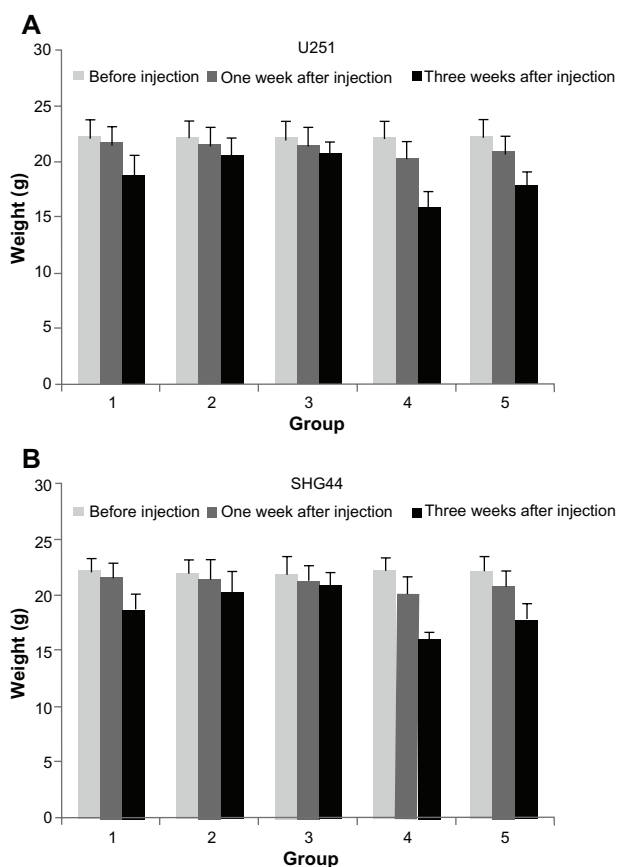 A
U251
30
Before injection One week after injection Three weeks after injection
25
20
15
10
5
0
Weight (g)
1 2 3 4 5
Group
B
SHG44
30
Before injection One week after injection Three weeks after injection
25
20
15
10
5
0
Weight (g)
1 2 3 4 5
Group